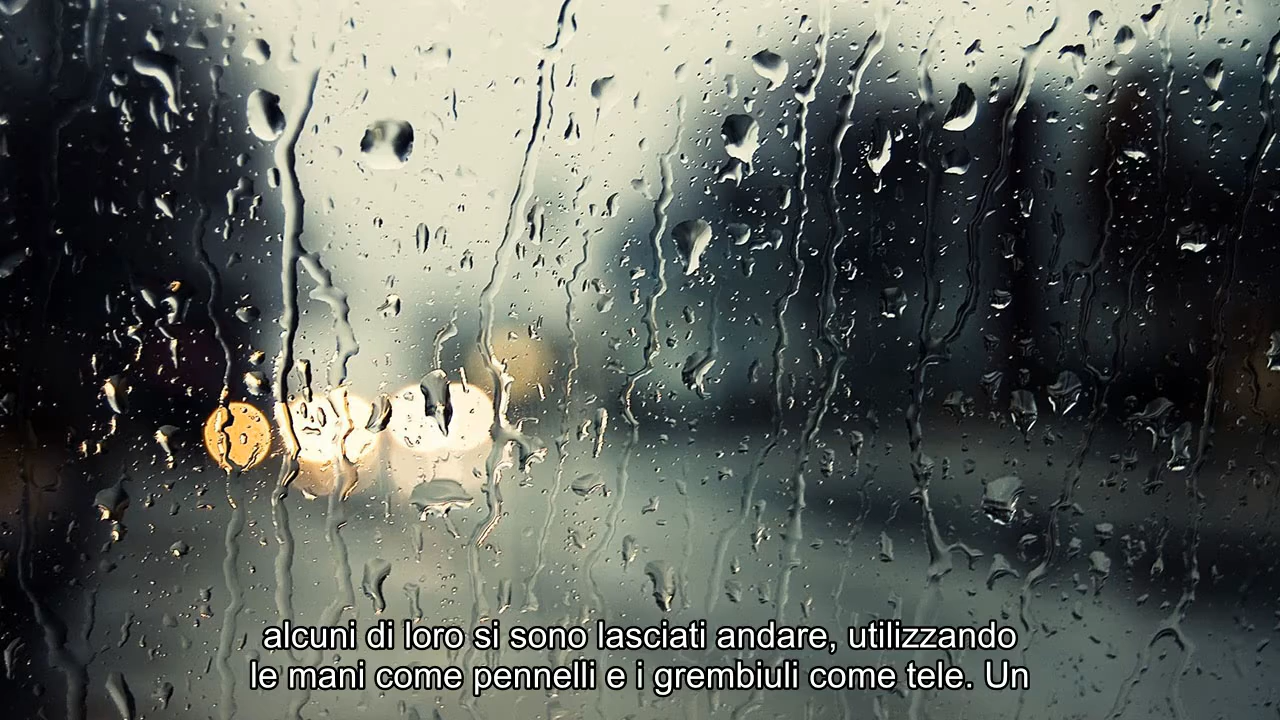 alcuni di loro si sono lasciati andare, utilizzando
le mani come pennelli e i grembiuli come tele. Un